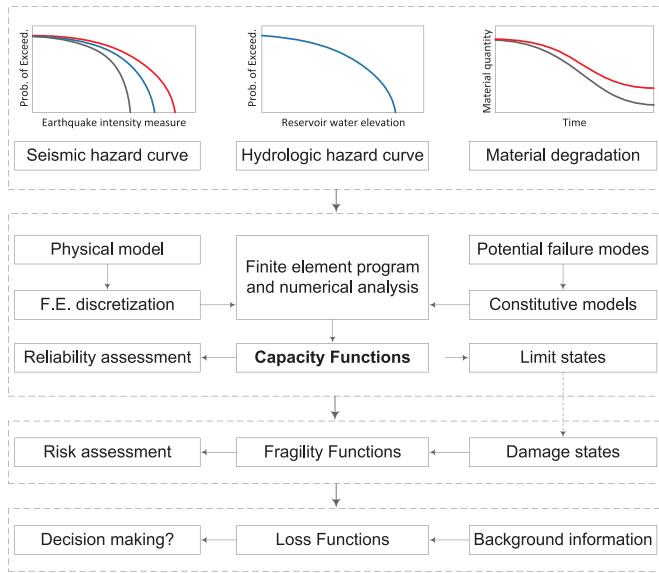 Prob. of Exceed.
Earthquake intensity measure
Seismic hazard curve
Prob. of Exceed.
Reservoir water elevation
Hydrologic hazard curve
Material quantity
Time
Material degradation
Physical model
Finite element program
and numerical analysis
Potential failure modes
F.E. discretization
Constitutive models
Reliability assessment
Capacity Functions
Limit states
Risk assessment
Fragility Functions
Damage states
Decision making?
Loss Functions
Background information